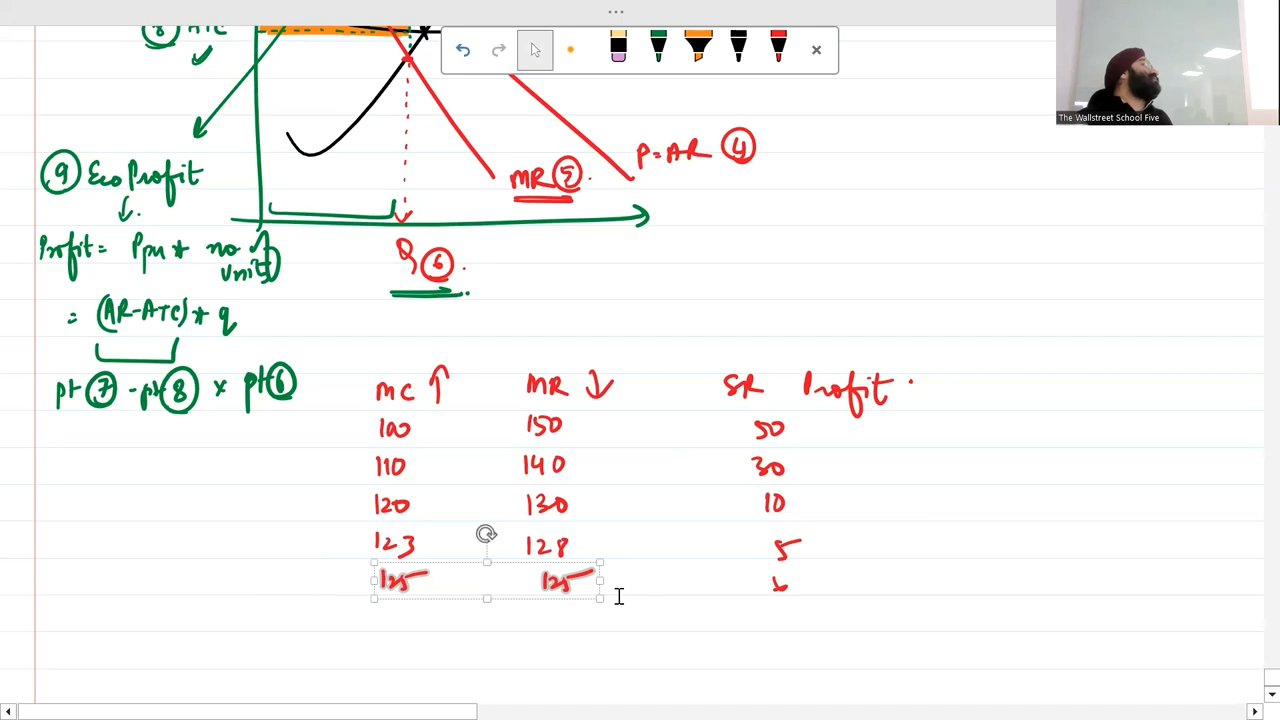 8 ATC
The Wallstreet School Five
P = AR 4
MR 5
9 Eco Profit
Q 6
Profit = Ppu * no of units
= (AR-ATC) * q
pt 7 - pt 8 × pt 6
MC ↑ MR ↓ SR Profit
100 150 50
110 140 30
120 130 10
123 128 5
125 125